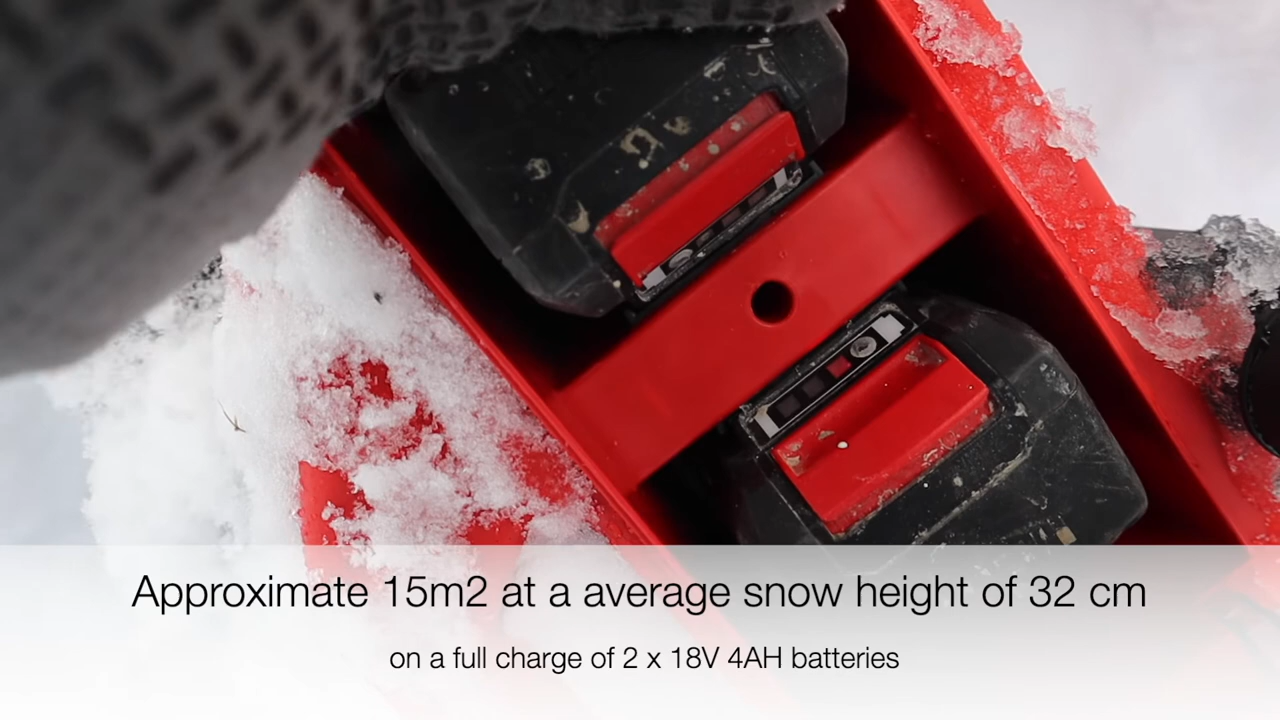 Approximate 15m2 at a average snow height of 32 cm
on a full charge of 2 x 18V 4AH batteries